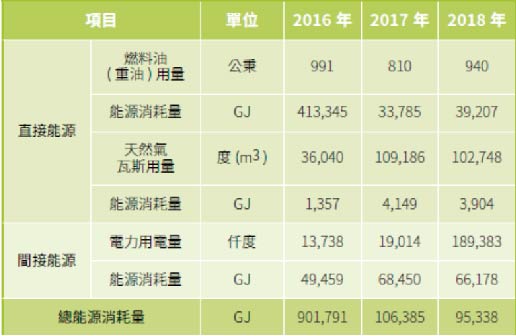 項目 單位 2016 年 2017 年 2018 年
直接能源
燃料油
(重油)用量 公秉 991 810 940
能源消耗量 GJ 413,345 33,785 39,207
天然氣
瓦斯用量 度 (m3) 36,040 109,186 102,748
能源消耗量 GJ 1,357 4,149 3,904
間接能源
電力用電量 仟度 13,738 19,014 189,383
能源消耗量 GJ 49,459 68,450 66,178
總能源消耗量 GJ 901,791 106,385 95,338